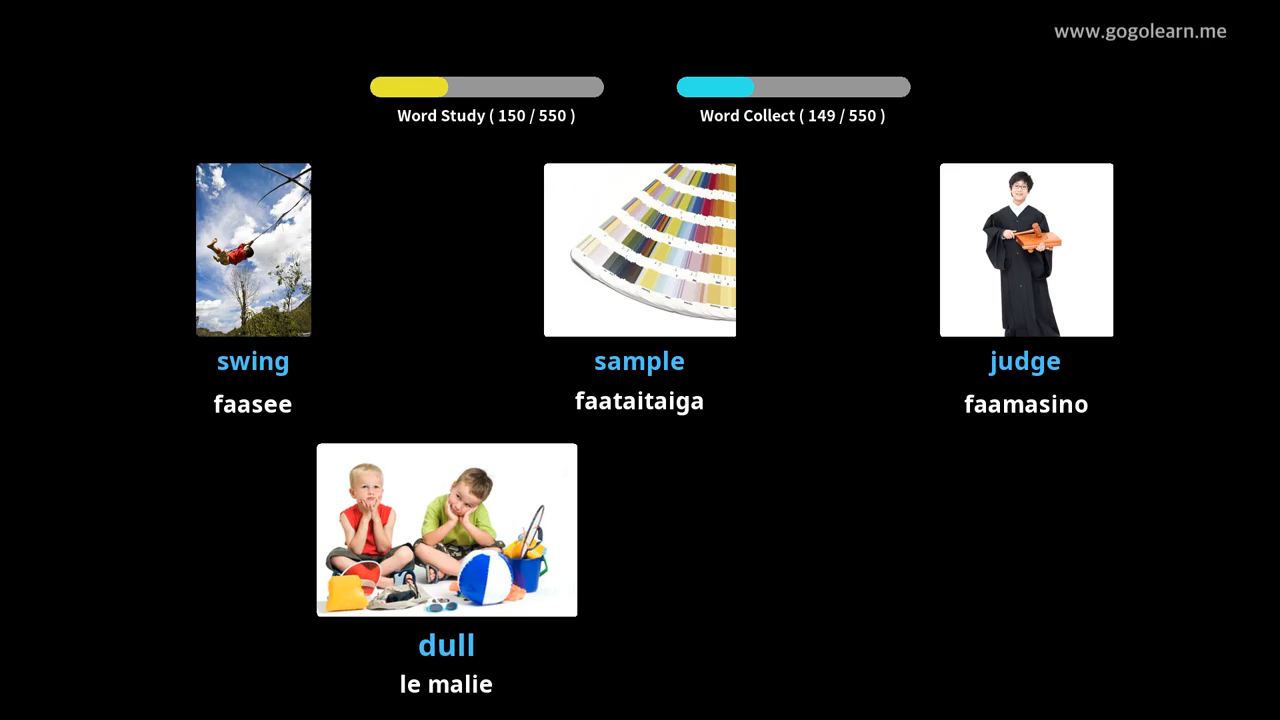 www.gogolearn.me
Word Study ( 150 / 550 )
Word Collect ( 149 / 550 )
swing
faasee
sample
faataitaiga
judge
faamasino
dull
le malie